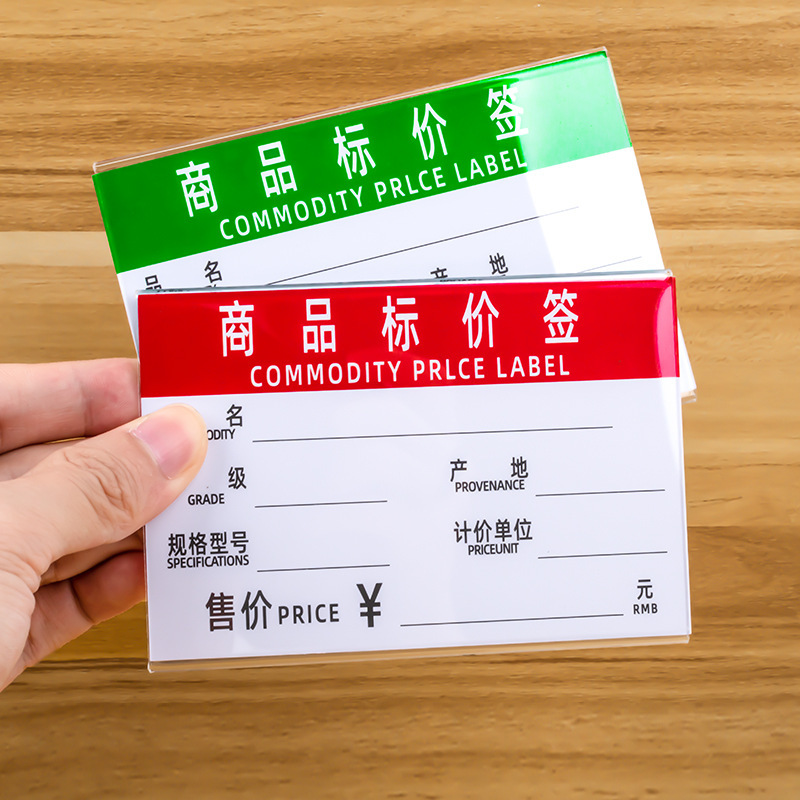 商品标价签
COMMODITY PRLCE LABEL
名
产地
商品标价签
COMMODITY PRLCE LABEL
名
ODITY
级
GRADE
产地
PROVENANCE
规格型号
SPECIFICATIONS
计价单位
PRICEUNIT
售价 PRICE ¥ 元
RMB